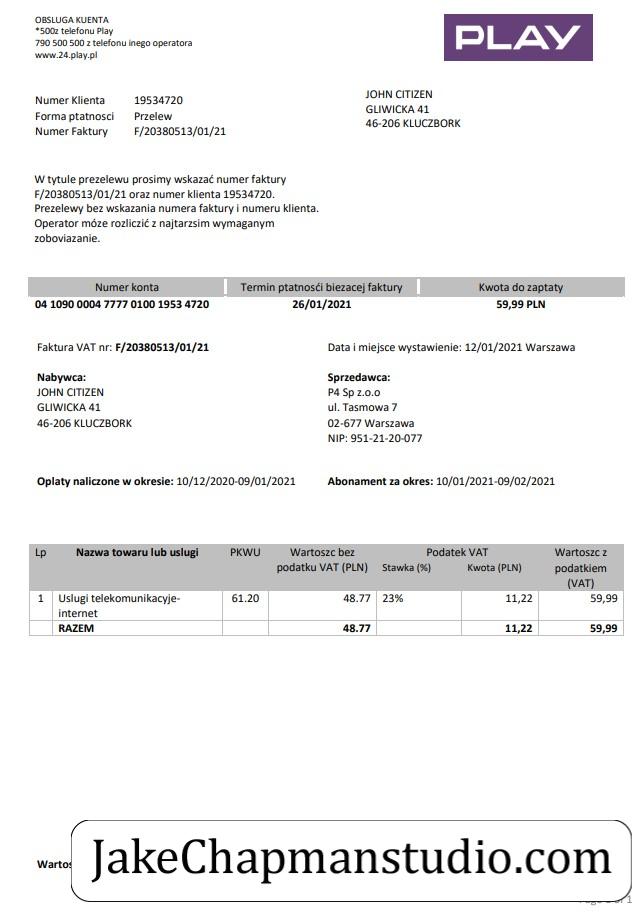 OBSLUGA KUENTA
*500z telefonu Play
790 500 500 z telefonu inego operatora
www.24.play.pl
PLAY
Numer Klienta 19534720
Forma ptatnosci Przelew
Numer Faktury F/20380513/01/21
JOHN CITIZEN
GLIWICKA 41
46-206 KLUCZBORK
W tytule prezelewu prosimy wskazać numer faktury
F/20380513/01/21 oraz numer klienta 19534720.
Prezelewy bez wskazania numera faktury i numeru klienta.
Operator móze rozliczić z najtarzsim wymaganym
zoboviazanie.
Numer konta Termin ptatnosći biezacej faktury Kwota do zaptaty
04 1090 0004 7777 0100 1953 4720 26/01/2021 59,99 PLN
Faktura VAT nr: F/20380513/01/21 Data i miejsce wystawienie: 12/01/2021 Warszawa
Nabywca:
JOHN CITIZEN
GLIWICKA 41
46-206 KLUCZBORK
Sprzedawca:
P4 Sp z.o.o
ul. Tasmowa 7
02-677 Warszawa
NIP: 951-21-20-077
Oplaty naliczone w okresie: 10/12/2020-09/01/2021 Abonament za okres: 10/01/2021-09/02/2021
Lp Nazwa towaru lub uslugi PKWU Wartoszc bez Podatek VAT Wartoszc z
podatku VAT (PLN) Stawka (%) Kwota (PLN) podatkiem
(VAT)
1 Uslugi telekomunikacyje- 61.20 48.77 23% 11,22 59,99
internet
RAZEM 48.77 11,22 59,99
JakeChapmanstudio.com